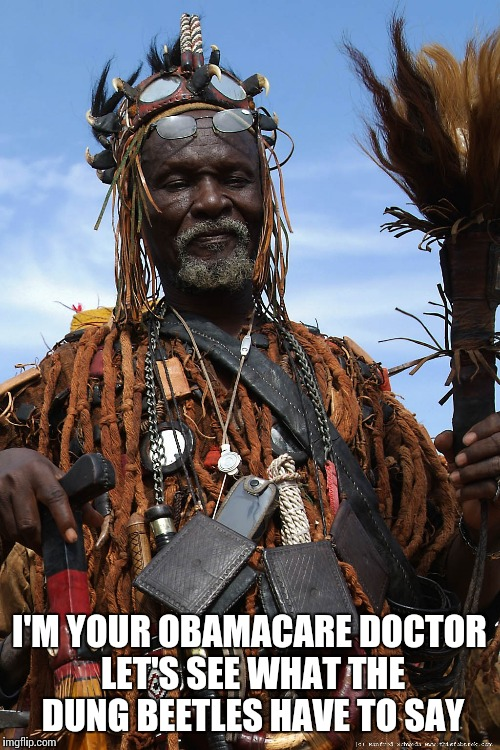 I'M YOUR OBAMACARE DOCTOR
LET'S SEE WHAT THE
DUNG BEETLES HAVE TO SAY
imgflip.com